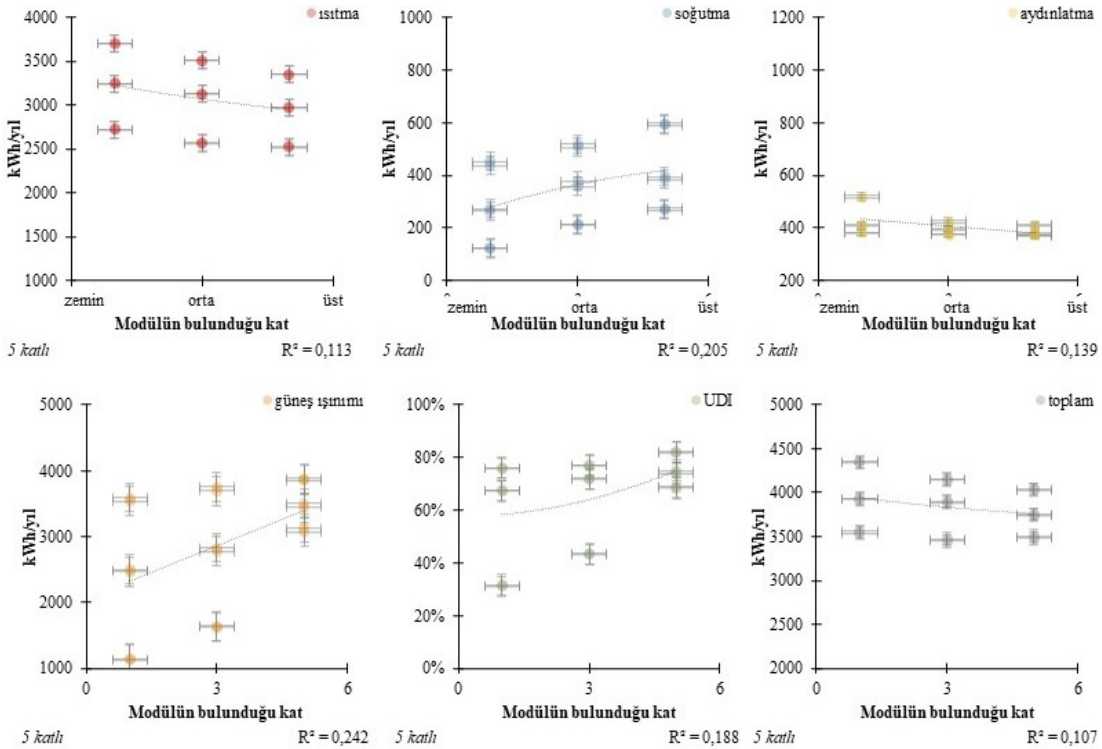 4000
ısıtma
3500
3000
2500
2000
1500
1000
kWh/yıl
zemin orta üst
Modülün bulunduğu kat
5 katlı R² = 0,113
1000
soğutma
800
600
400
200
0
kWh/yıl
zemin orta üst
Modülün bulunduğu kat
5 katlı R² = 0,205
1200
aydınlatma
1000
800
600
400
200
kWh/yıl
zemin orta üst
Modülün bulunduğu kat
5 katlı R² = 0,139
5000
güneş ışınımı
4000
3000
2000
1000
kWh/yıl
0 3 6
Modülün bulunduğu kat
5 katlı R² = 0,242
100%
UDI
80%
60%
40%
20%
0%
kWh/yıl
0 3 6
Modülün bulunduğu kat
5 katlı R² = 0,188
5000
toplam
4500
4000
3500
3000
2500
2000
kWh/yıl
0 3 6
Modülün bulunduğu kat
5 katlı R² = 0,107